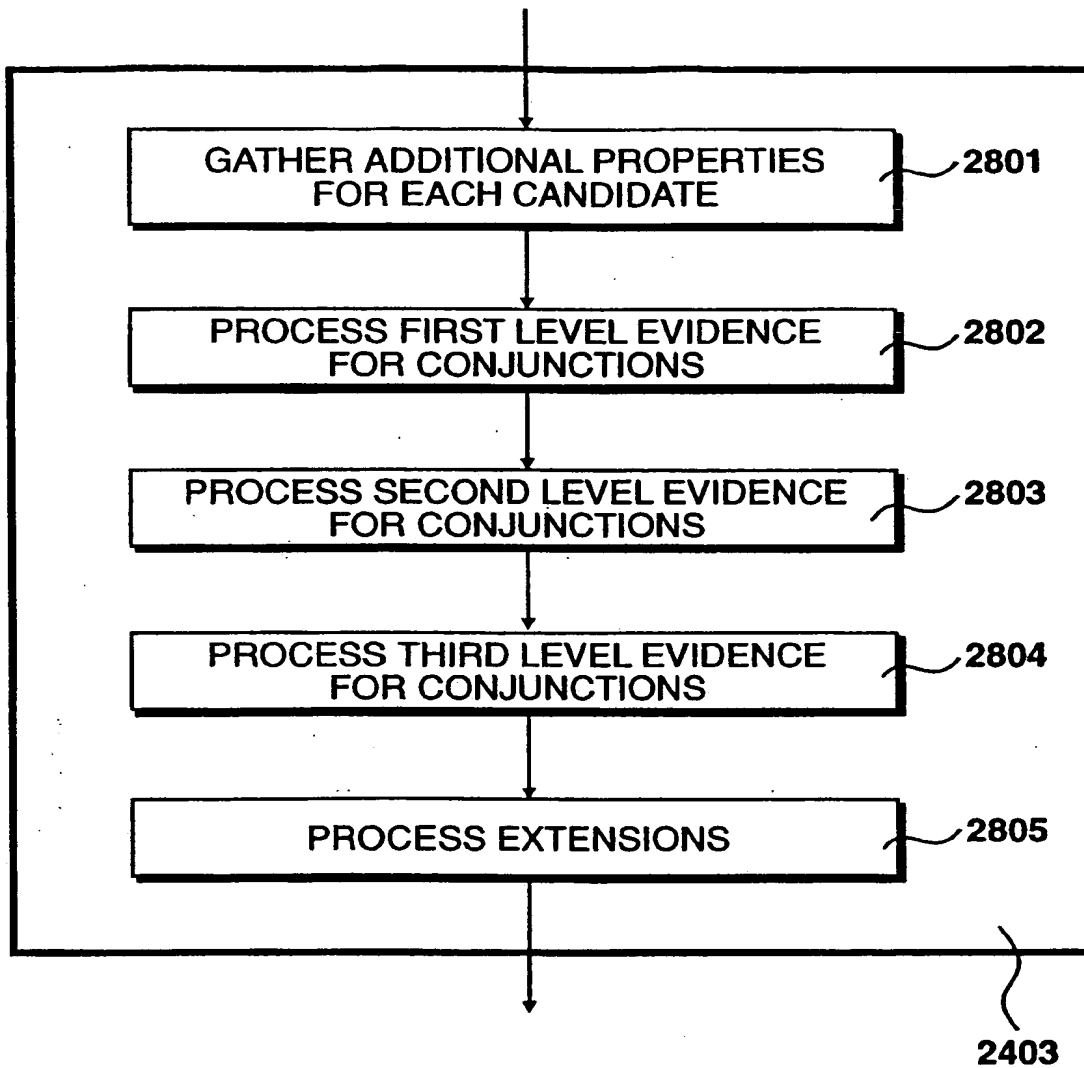 GATHER ADDITIONAL PROPERTIES
FOR EACH CANDIDATE
2801
PROCESS FIRST LEVEL EVIDENCE
FOR CONJUNCTIONS
2802
PROCESS SECOND LEVEL EVIDENCE
FOR CONJUNCTIONS
2803
PROCESS THIRD LEVEL EVIDENCE
FOR CONJUNCTIONS
2804
PROCESS EXTENSIONS
2805
2403